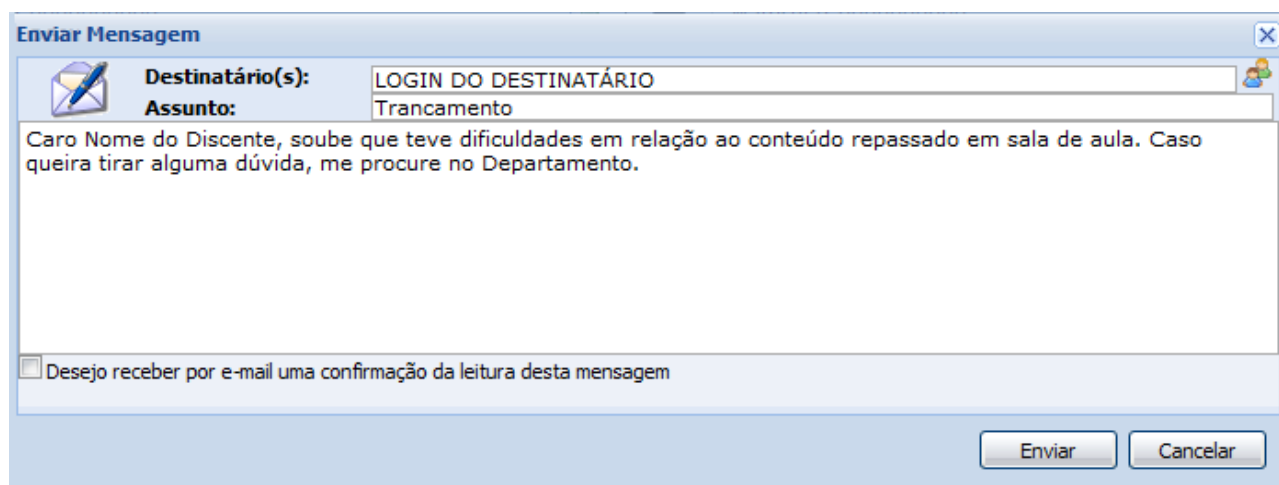 Enviar Mensagem
Destinatário(s): LOGIN DO DESTINATÁRIO
Assunto: Trancamento
Caro Nome do Discente, soube que teve dificuldades em relação ao conteúdo repassado em sala de aula. Caso
queira tirar alguma dúvida, me procure no Departamento.
Desejo receber por e-mail uma confirmação da leitura desta mensagem
Enviar Cancelar